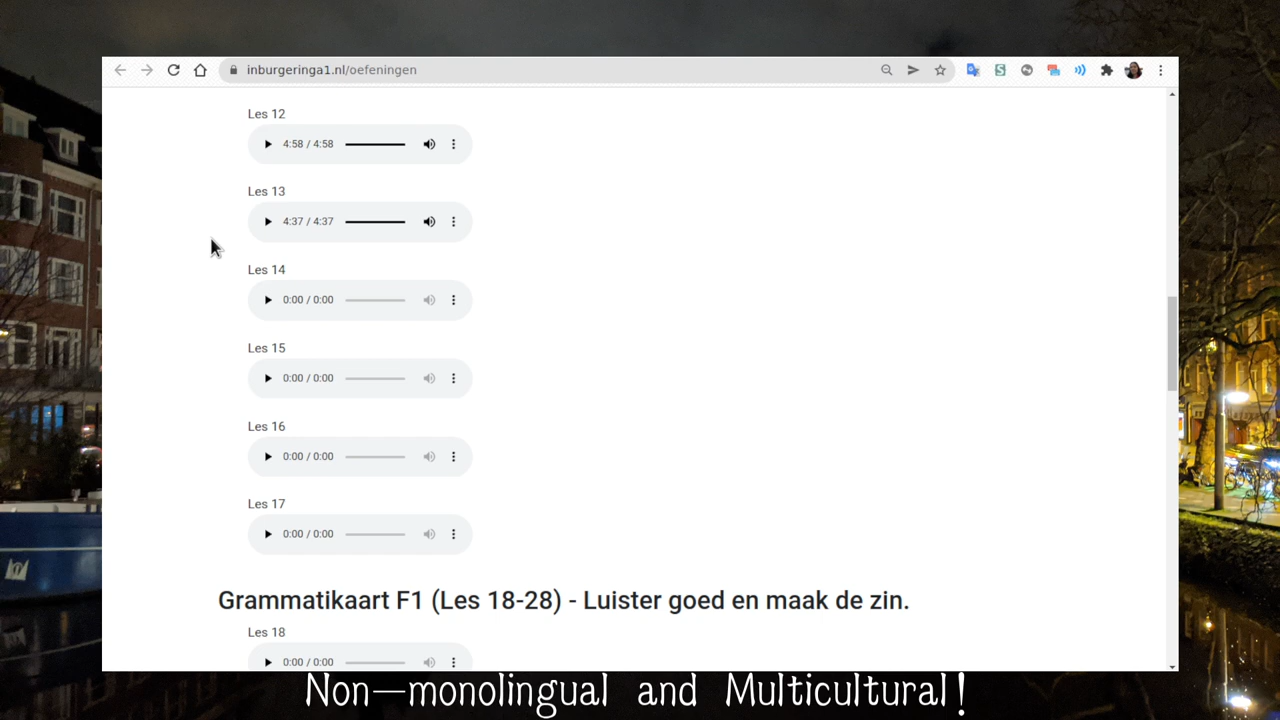 inburgeringa1.nl/oefeningen
Les 12
4:58 / 4:58
Les 13
4:37 / 4:37
Les 14
0:00 / 0:00
Les 15
0:00 / 0:00
Les 16
0:00 / 0:00
Les 17
0:00 / 0:00
Grammatikaart F1 (Les 18-28) - Luister goed en maak de zin.
Les 18
0:00 / 0:00
Non-monolingual and Multicultural!